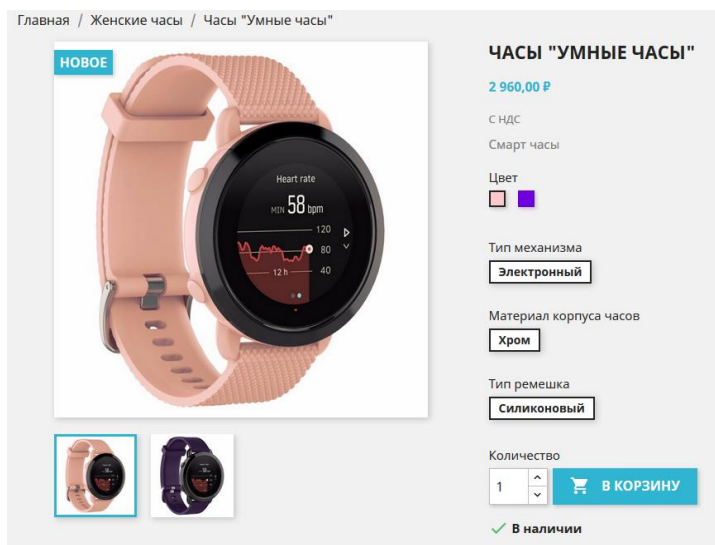 Главная / Женские часы / Часы "Умные часы"
НОВОЕ
Heart rate
MIN 58 bpm
120
80
12 h
40
ЧАСЫ "УМНЫЕ ЧАСЫ"
2 960,00 ₽
С НДС
Смарт часы
Цвет
Тип механизма
Электронный
Материал корпуса часов
Хром
Тип ремешка
Силиконовый
Количество
1
В КОРЗИНУ
В наличии